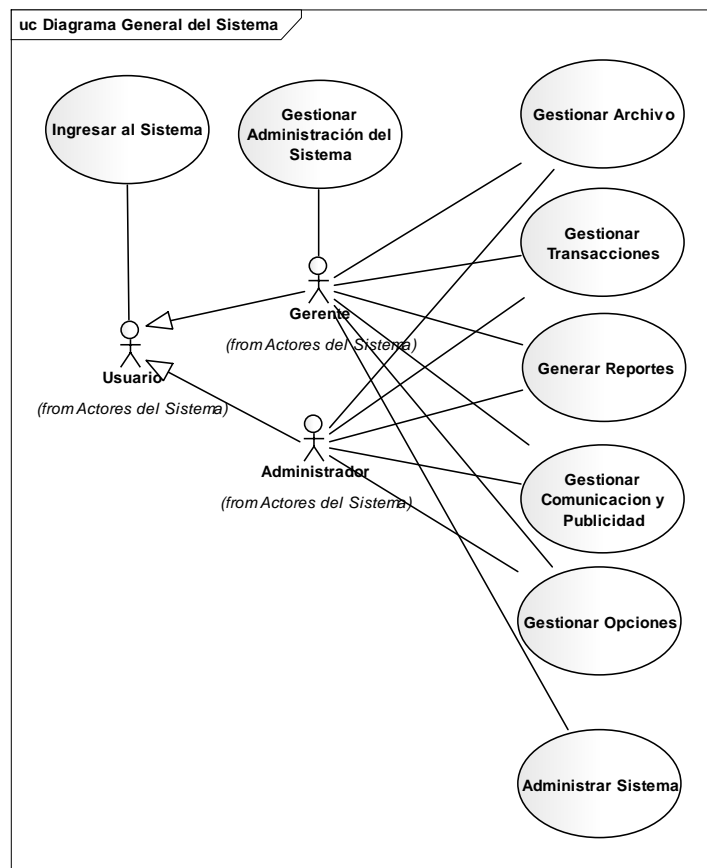 uc Diagrama General del Sistema
Ingresar al Sistema
Gestionar
Administración del
Sistema
Gestionar Archivo
Gestionar
Transacciones
Gerente
(from Actores del Sistema)
Usuario
(from Actores del Sistema)
Generar Reportes
Administrador
(from Actores del Sistema)
Gestionar
Comunicacion y
Publicidad
Gestionar Opciones
Administrar Sistema